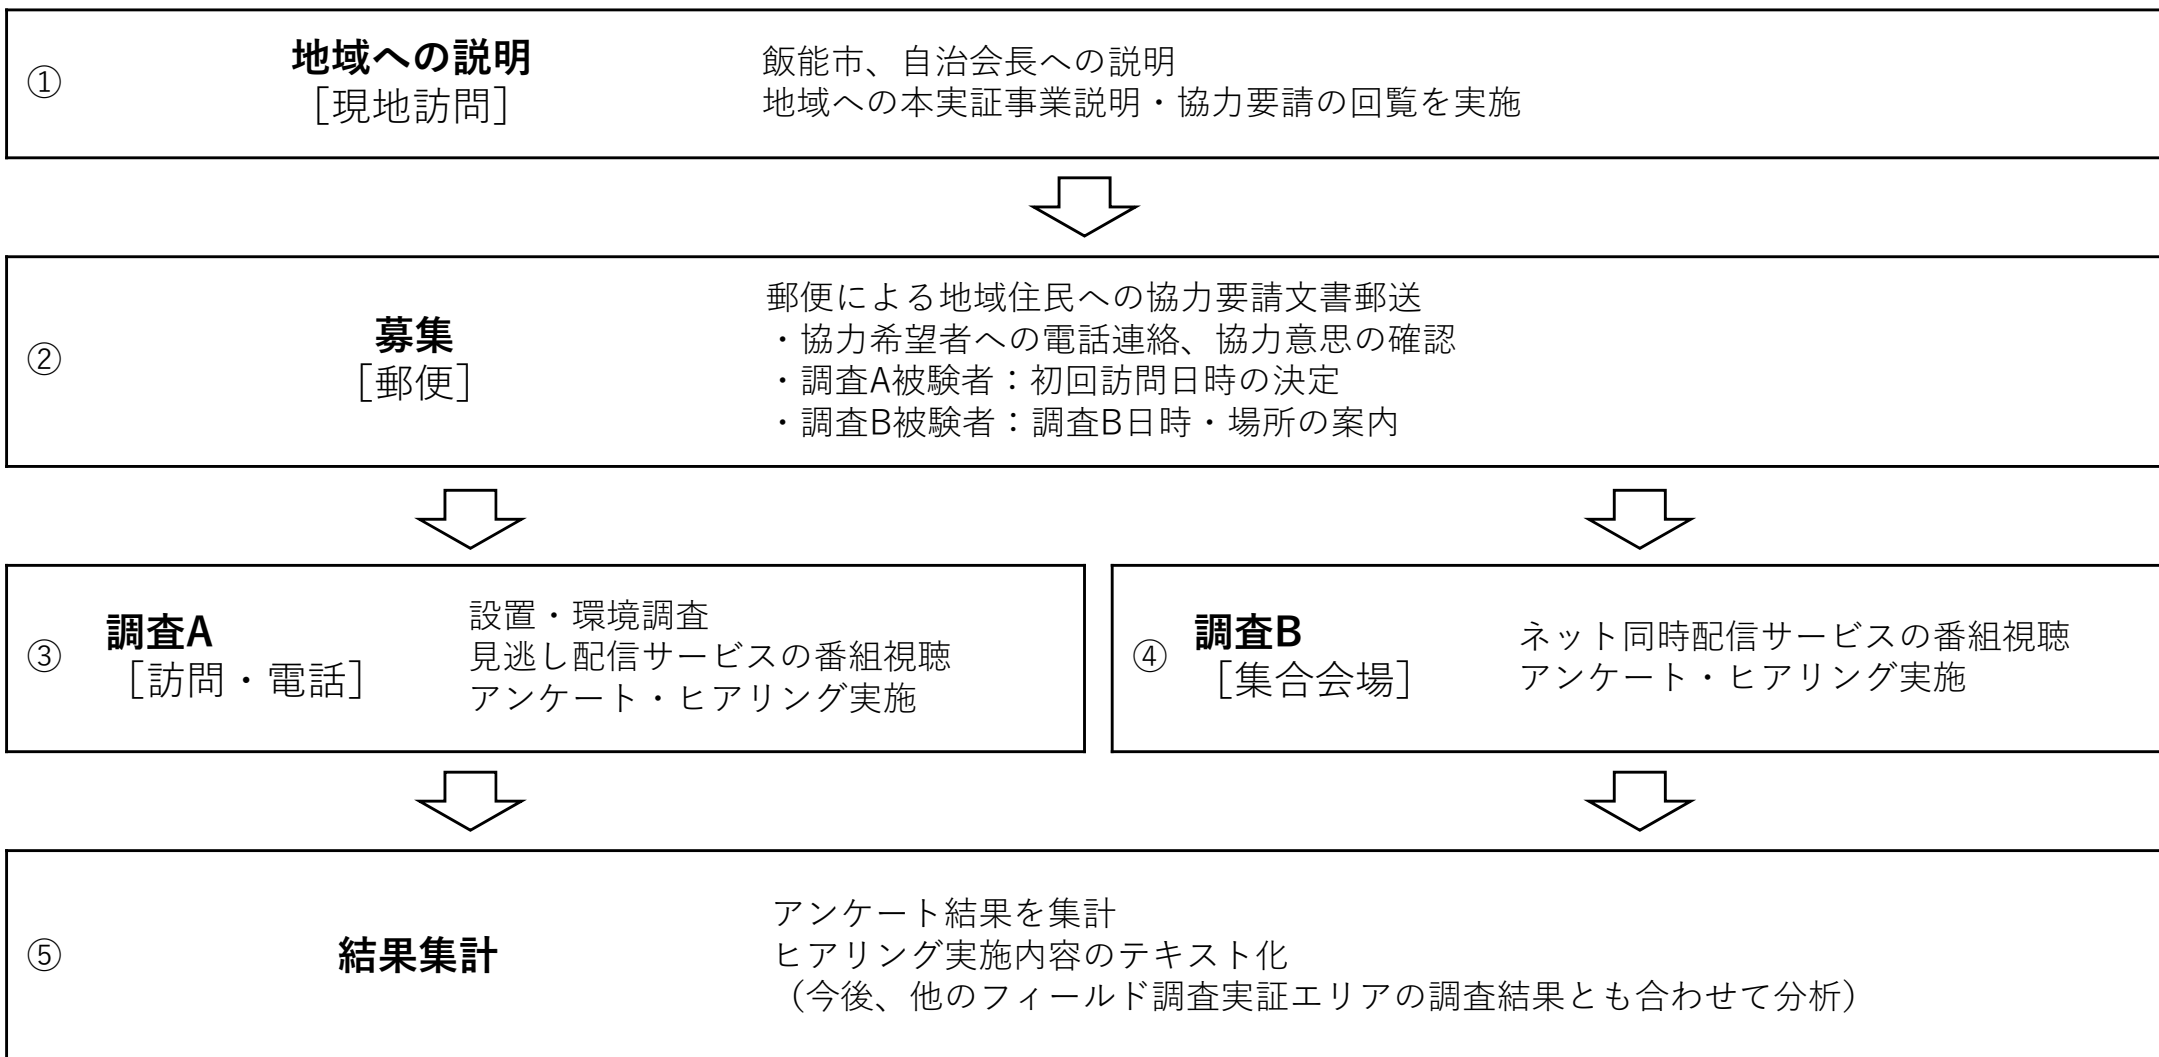 ①
地域への説明
［現地訪問］
飯能市、自治会長への説明
地域への本実証事業説明・協力要請の回覧を実施
②
募集
［郵便］
郵便による地域住民への協力要請文書郵送
・協力希望者への電話連絡、協力意思の確認
・調査A被験者：初回訪問日時の決定
・調査B被験者：調査B日時・場所の案内
③
調査A
［訪問・電話］
設置・環境調査
見逃し配信サービスの番組視聴
アンケート・ヒアリング実施
④
調査B
［集合会場］
ネット同時配信サービスの番組視聴
アンケート・ヒアリング実施
⑤
結果集計
アンケート結果を集計
ヒアリング実施内容のテキスト化
（今後、他のフィールド調査実証エリアの調査結果とも合わせて分析）